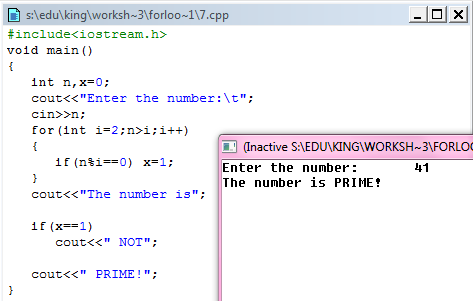 s:\edu\king\worksh~3\forloo~1\7.cpp
#include<iostream.h>
void main()
{
int n,x=0;
cout<<"Enter the number:\t";
cin>>n;
for(int i=2;n>i;i++)
{
if(n%i==0) x=1;
}
cout<<"The number is";
if(x==1)
cout<<" NOT";
cout<<" PRIME!";
}
(Inactive S:\EDU\KING\WORKSH~3\FORLOO
Enter the number: 41
The number is PRIME!